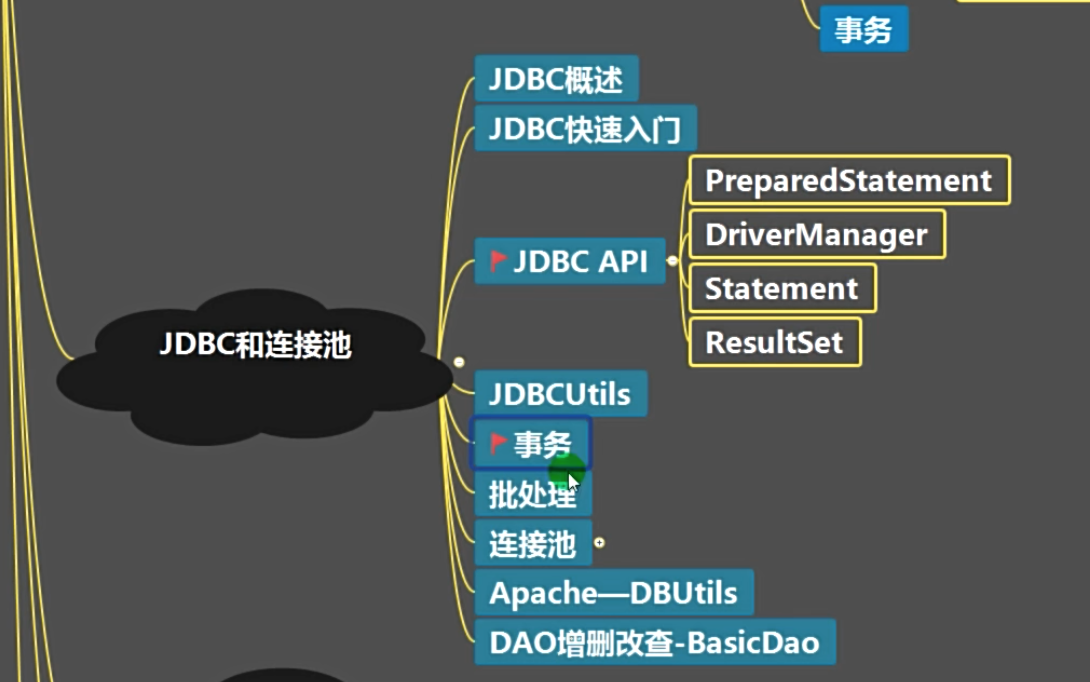 事务
JDBC概述
JDBC快速入门
PreparedStatement
DriverManager
JDBC API
Statement
ResultSet
JDBC和连接池
JDBCUtils
事务
批处理
连接池
Apache—DBUtils
DAO增删改查-BasicDao